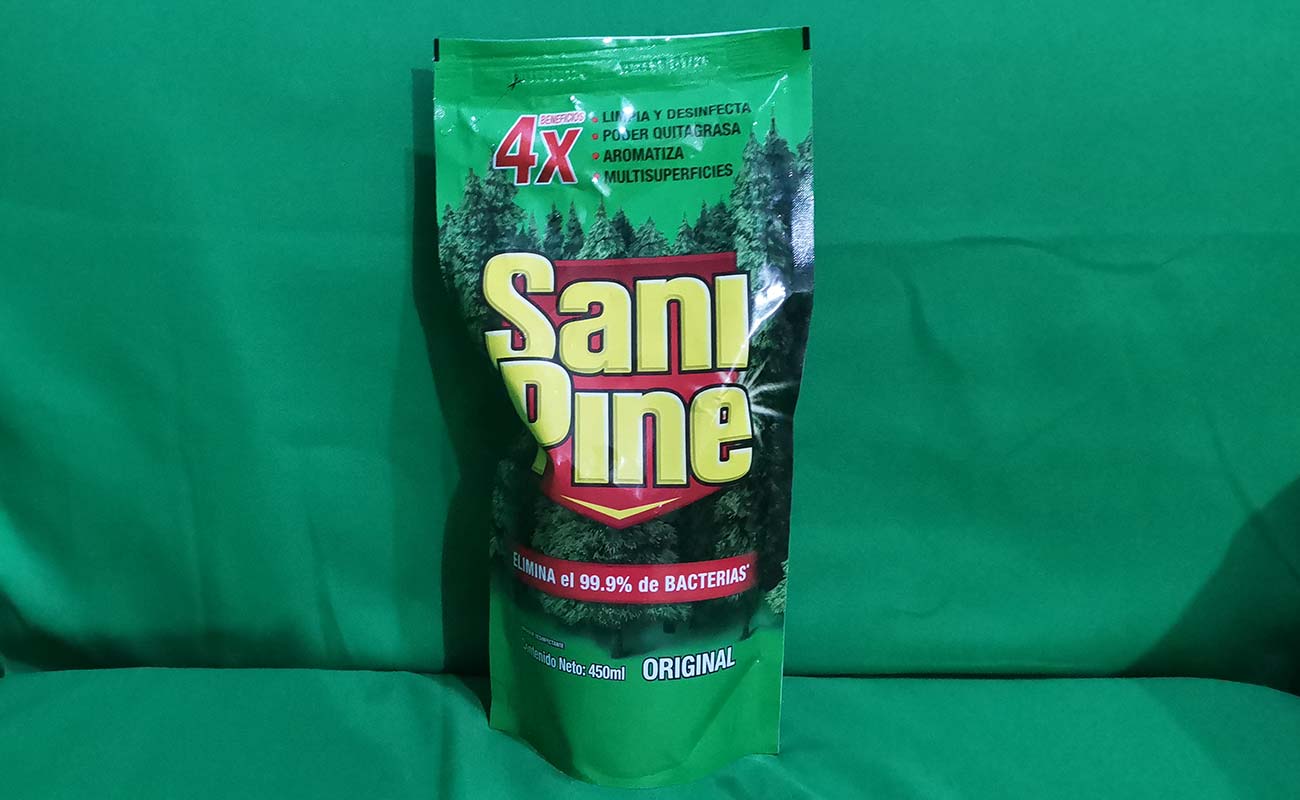 BENEFICIOS
4X
• LIMPIA Y DESINFECTA
• PODER QUITAGRASA
• AROMATIZA
• MULTISUPERFICIES
Sani
Pine
ELIMINA el 99.9% de BACTERIAS*
DESINFECTANTE
Contenido Neto: 450ml ORIGINAL